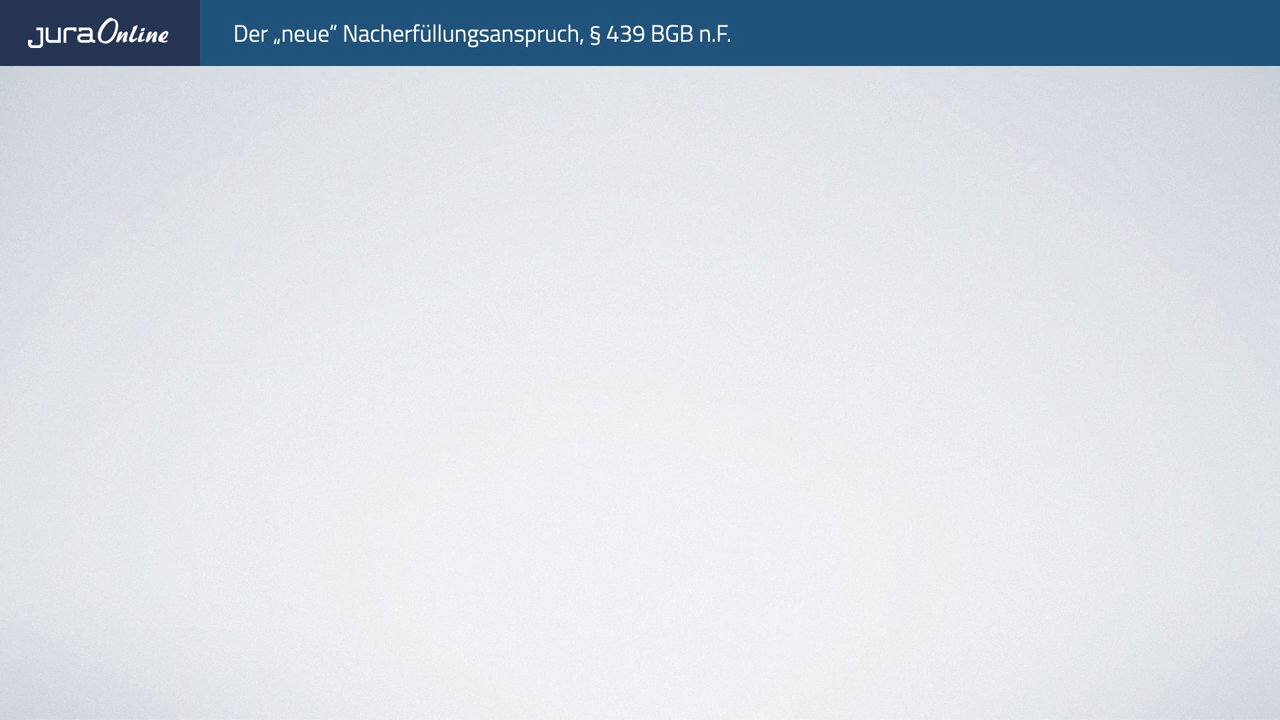 juraOnline
Der „neue“ Nacherfüllungsanspruch, § 439 BGB n.F.